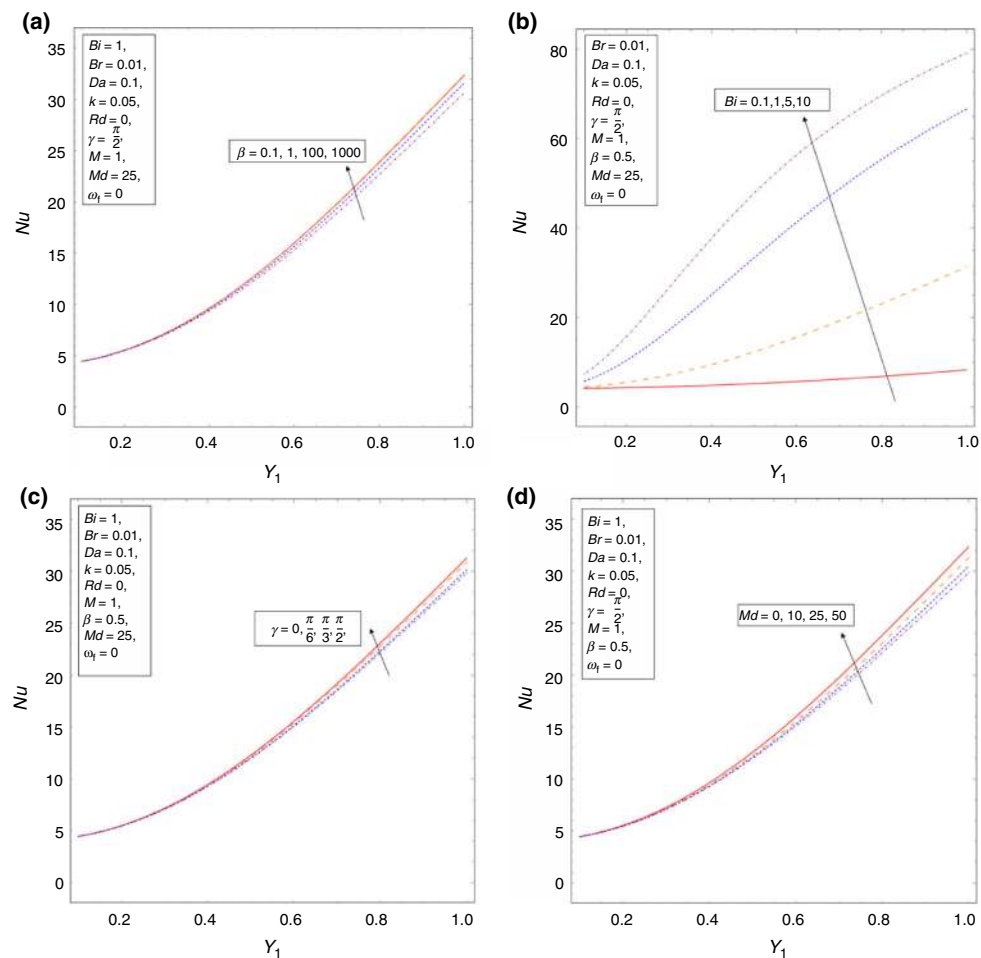 (a)
Bi = 1,
Br = 0.01,
Da = 0.1,
k = 0.05,
Rd = 0,
γ = π/2,
M = 1,
Md = 25,
ωf = 0
β = 0.1, 1, 100, 1000
35
30
25
20
15
10
5
0
Nu
0.2 0.4 0.6 0.8 1.0
Y1
(b)
Br = 0.01,
Da = 0.1,
k = 0.05,
Rd = 0,
γ = π/2,
M = 1,
β = 0.5,
Md = 25,
ωf = 0
Bi = 0.1,1,5,10
80
60
40
20
0
Nu
0.2 0.4 0.6 0.8 1.0
Y1
(c)
Bi = 1,
Br = 0.01,
Da = 0.1,
k = 0.05,
Rd = 0,
M = 1,
β = 0.5,
Md = 25,
ωf = 0
γ = 0, π/6, π/3, π/2,
35
30
25
20
15
10
5
0
Nu
0.2 0.4 0.6 0.8 1.0
Y1
(d)
Bi = 1,
Br = 0.01,
Da = 0.1,
k = 0.05,
Rd = 0,
γ = π/2,
M = 1,
β = 0.5,
ωf = 0
Md = 0, 10, 25, 50
35
30
25
20
15
10
5
0
Nu
0.2 0.4 0.6 0.8 1.0
Y1